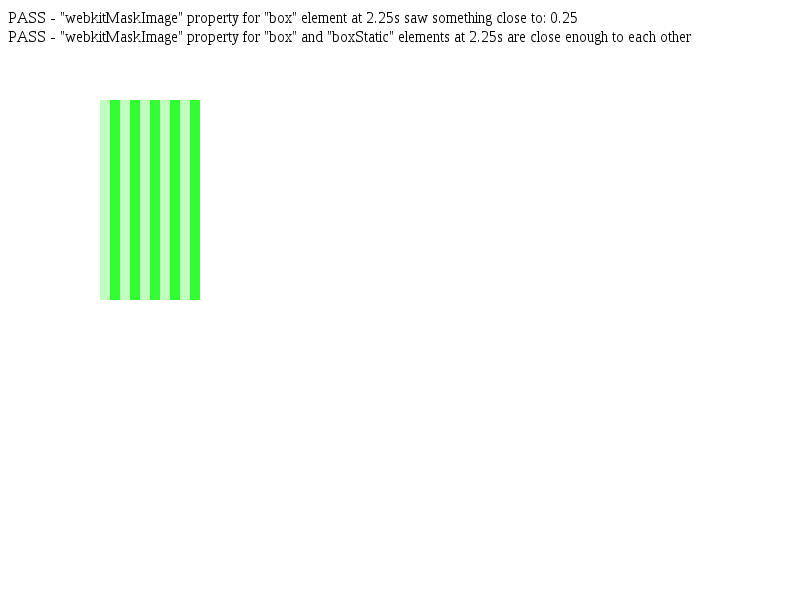 PASS - "webkitMaskImage" property for "box" element at 2.25s saw something close to: 0.25
PASS - "webkitMaskImage" property for "box" and "boxStatic" elements at 2.25s are close enough to each other